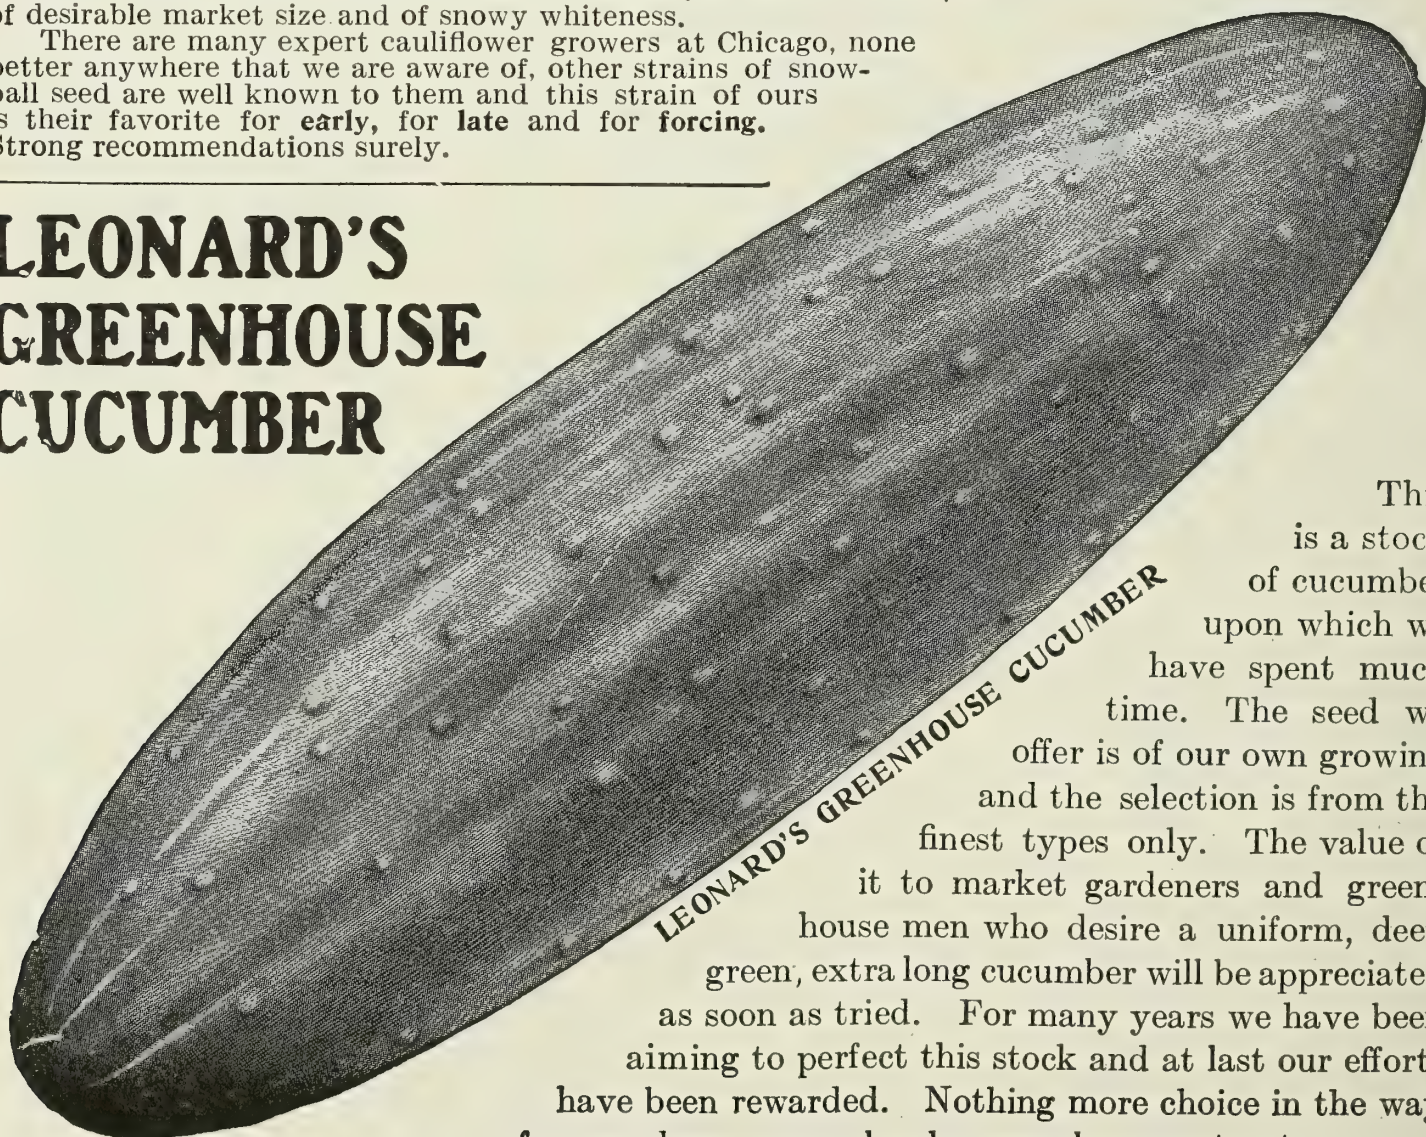 of desirable market size and of snowy whiteness.
There are many expert cauliflower growers at Chicago, none
better anywhere that we are aware of, other strains of snow-
ball seed are well known to them and this strain of ours
is their favorite for early, for late and for forcing.
Strong recommendations surely.
LEONARD'S
GREENHOUSE
CUCUMBER
LEONARD'S GREENHOUSE CUCUMBER
Thi
is a stoc
of cucumbe
upon which w
have spent muc
time. The seed w
offer is of our own growin
and the selection is from th
finest types only. The value o
it to market gardeners and green
house men who desire a uniform, dee
green, extra long cucumber will be appreciate
as soon as tried. For many years we have bee
aiming to perfect this stock and at last our effort
have been rewarded. Nothing more choice in the way